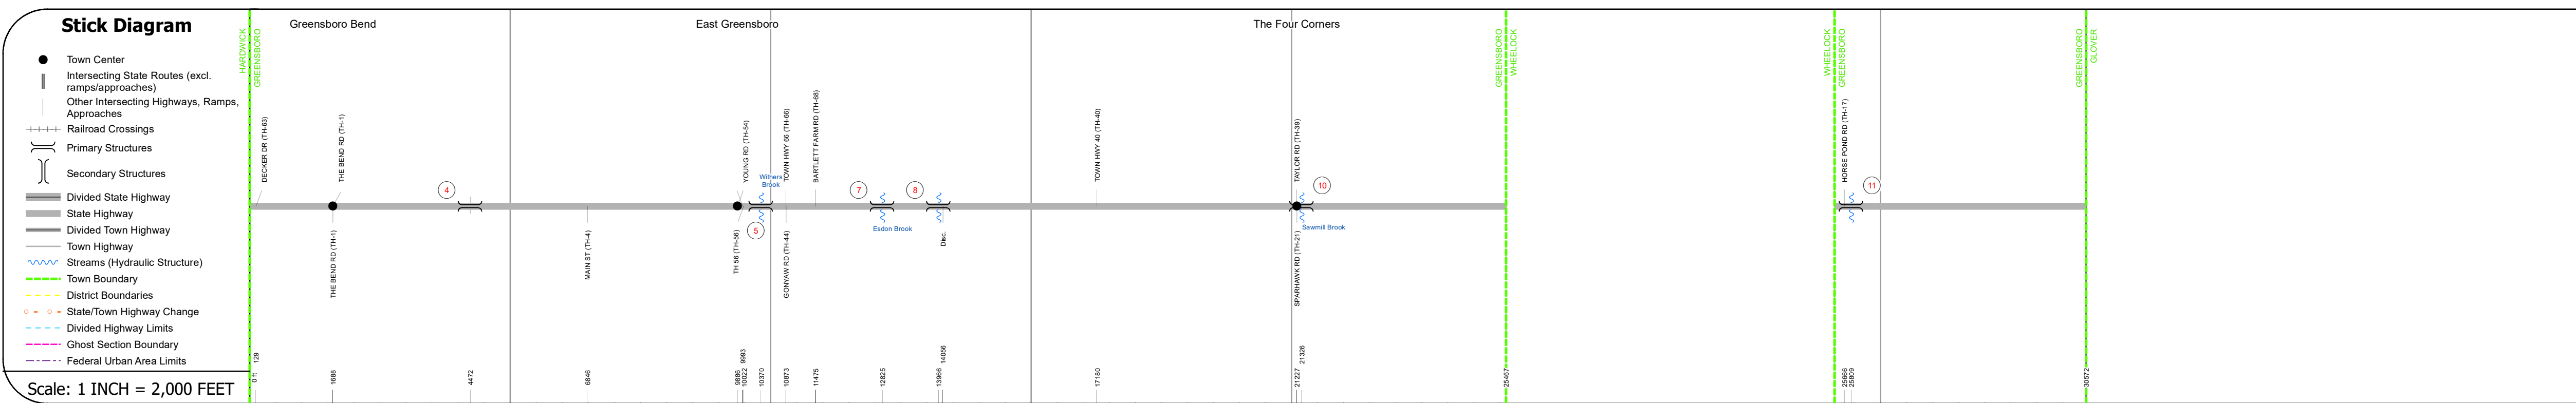 Stick Diagram
Town Center
Intersecting State Routes (excl.
ramps/approaches)
Other Intersecting Highways, Ramps,
Approaches
Railroad Crossings
Primary Structures
Secondary Structures
Divided State Highway
State Highway
Divided Town Highway
Town Highway
Streams (Hydraulic Structure)
Town Boundary
District Boundaries
State/Town Highway Change
Divided Highway Limits
Ghost Section Boundary
Federal Urban Area Limits
Scale: 1 INCH = 2,000 FEET
Greensboro Bend
East Greensboro
The Four Corners
HARDWICK
GREENSBORO
GREENSBORO
WHEELOCK
WHEELOCK
GREENSBORO
GREENSBORO
GLOVER
DECKER DR (TH-63)
THE BEND RD (TH-1)
YOUNG RD (TH-54)
TOWN HWY 66 (TH-66)
BARTLETT FARM RD (TH-68)
TOWN HWY 40 (TH-40)
TAYLOR RD (TH-39)
HORSE POND RD (TH-17)
4
Withers
Brook
7
8
10
11
5
Esdon Brook
Sawmill Brook
THE BEND RD (TH-1)
MAIN ST (TH-4)
TH 56 (TH-56)
GONYAW RD (TH-44)
Disc.
SPARHAWK RD (TH-21)
0 ft
129
1688
4472
6846
9886
9993
10022
10370
10873
11475
12825
13966
14056
17180
21227
21326
25467
25666
25809
30572